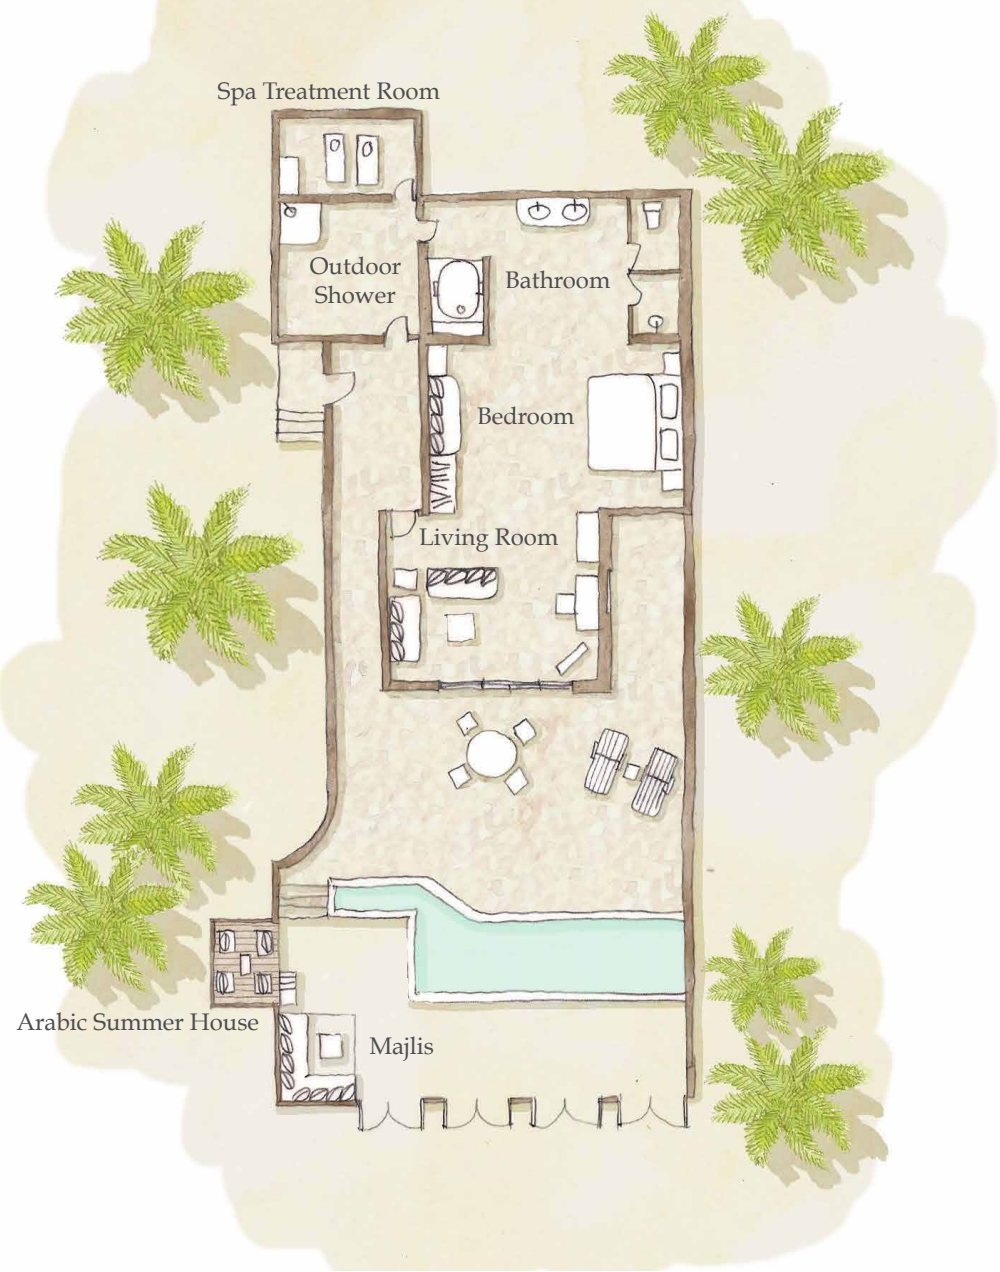 Spa Treatment Room
Outdoor
Shower
Bathroom
Bedroom
Living Room
Arabic Summer House
Majlis